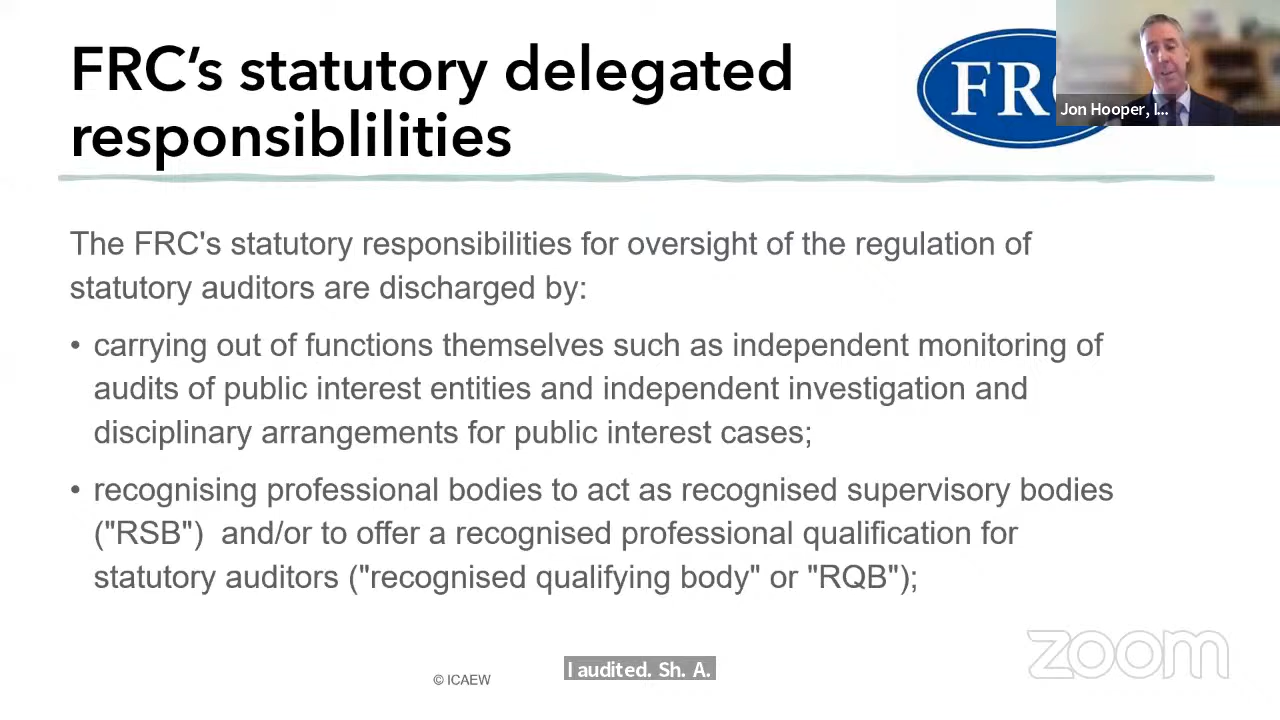 FRC's statutory delegated
responsiblilities
FR
Jon Hooper, I...
The FRC's statutory responsibilities for oversight of the regulation of
statutory auditors are discharged by:
• carrying out of functions themselves such as independent monitoring of
audits of public interest entities and independent investigation and
disciplinary arrangements for public interest cases;
• recognising professional bodies to act as recognised supervisory bodies
("RSB")  and/or to offer a recognised professional qualification for
statutory auditors ("recognised qualifying body" or "RQB");
zoom
I audited. Sh. A.
© ICAEW